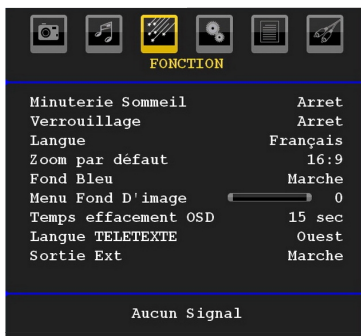 FONCTION
Minuterie Sommeil Arret
Verrouillage Arret
Langue Français
Zoom par défaut 16:9
Fond Bleu Marche
Menu Fond D'image 0
Temps effacement OSD 15 sec
Langue TELETEXTE Ouest
Sortie Ext Marche
Aucun Signal